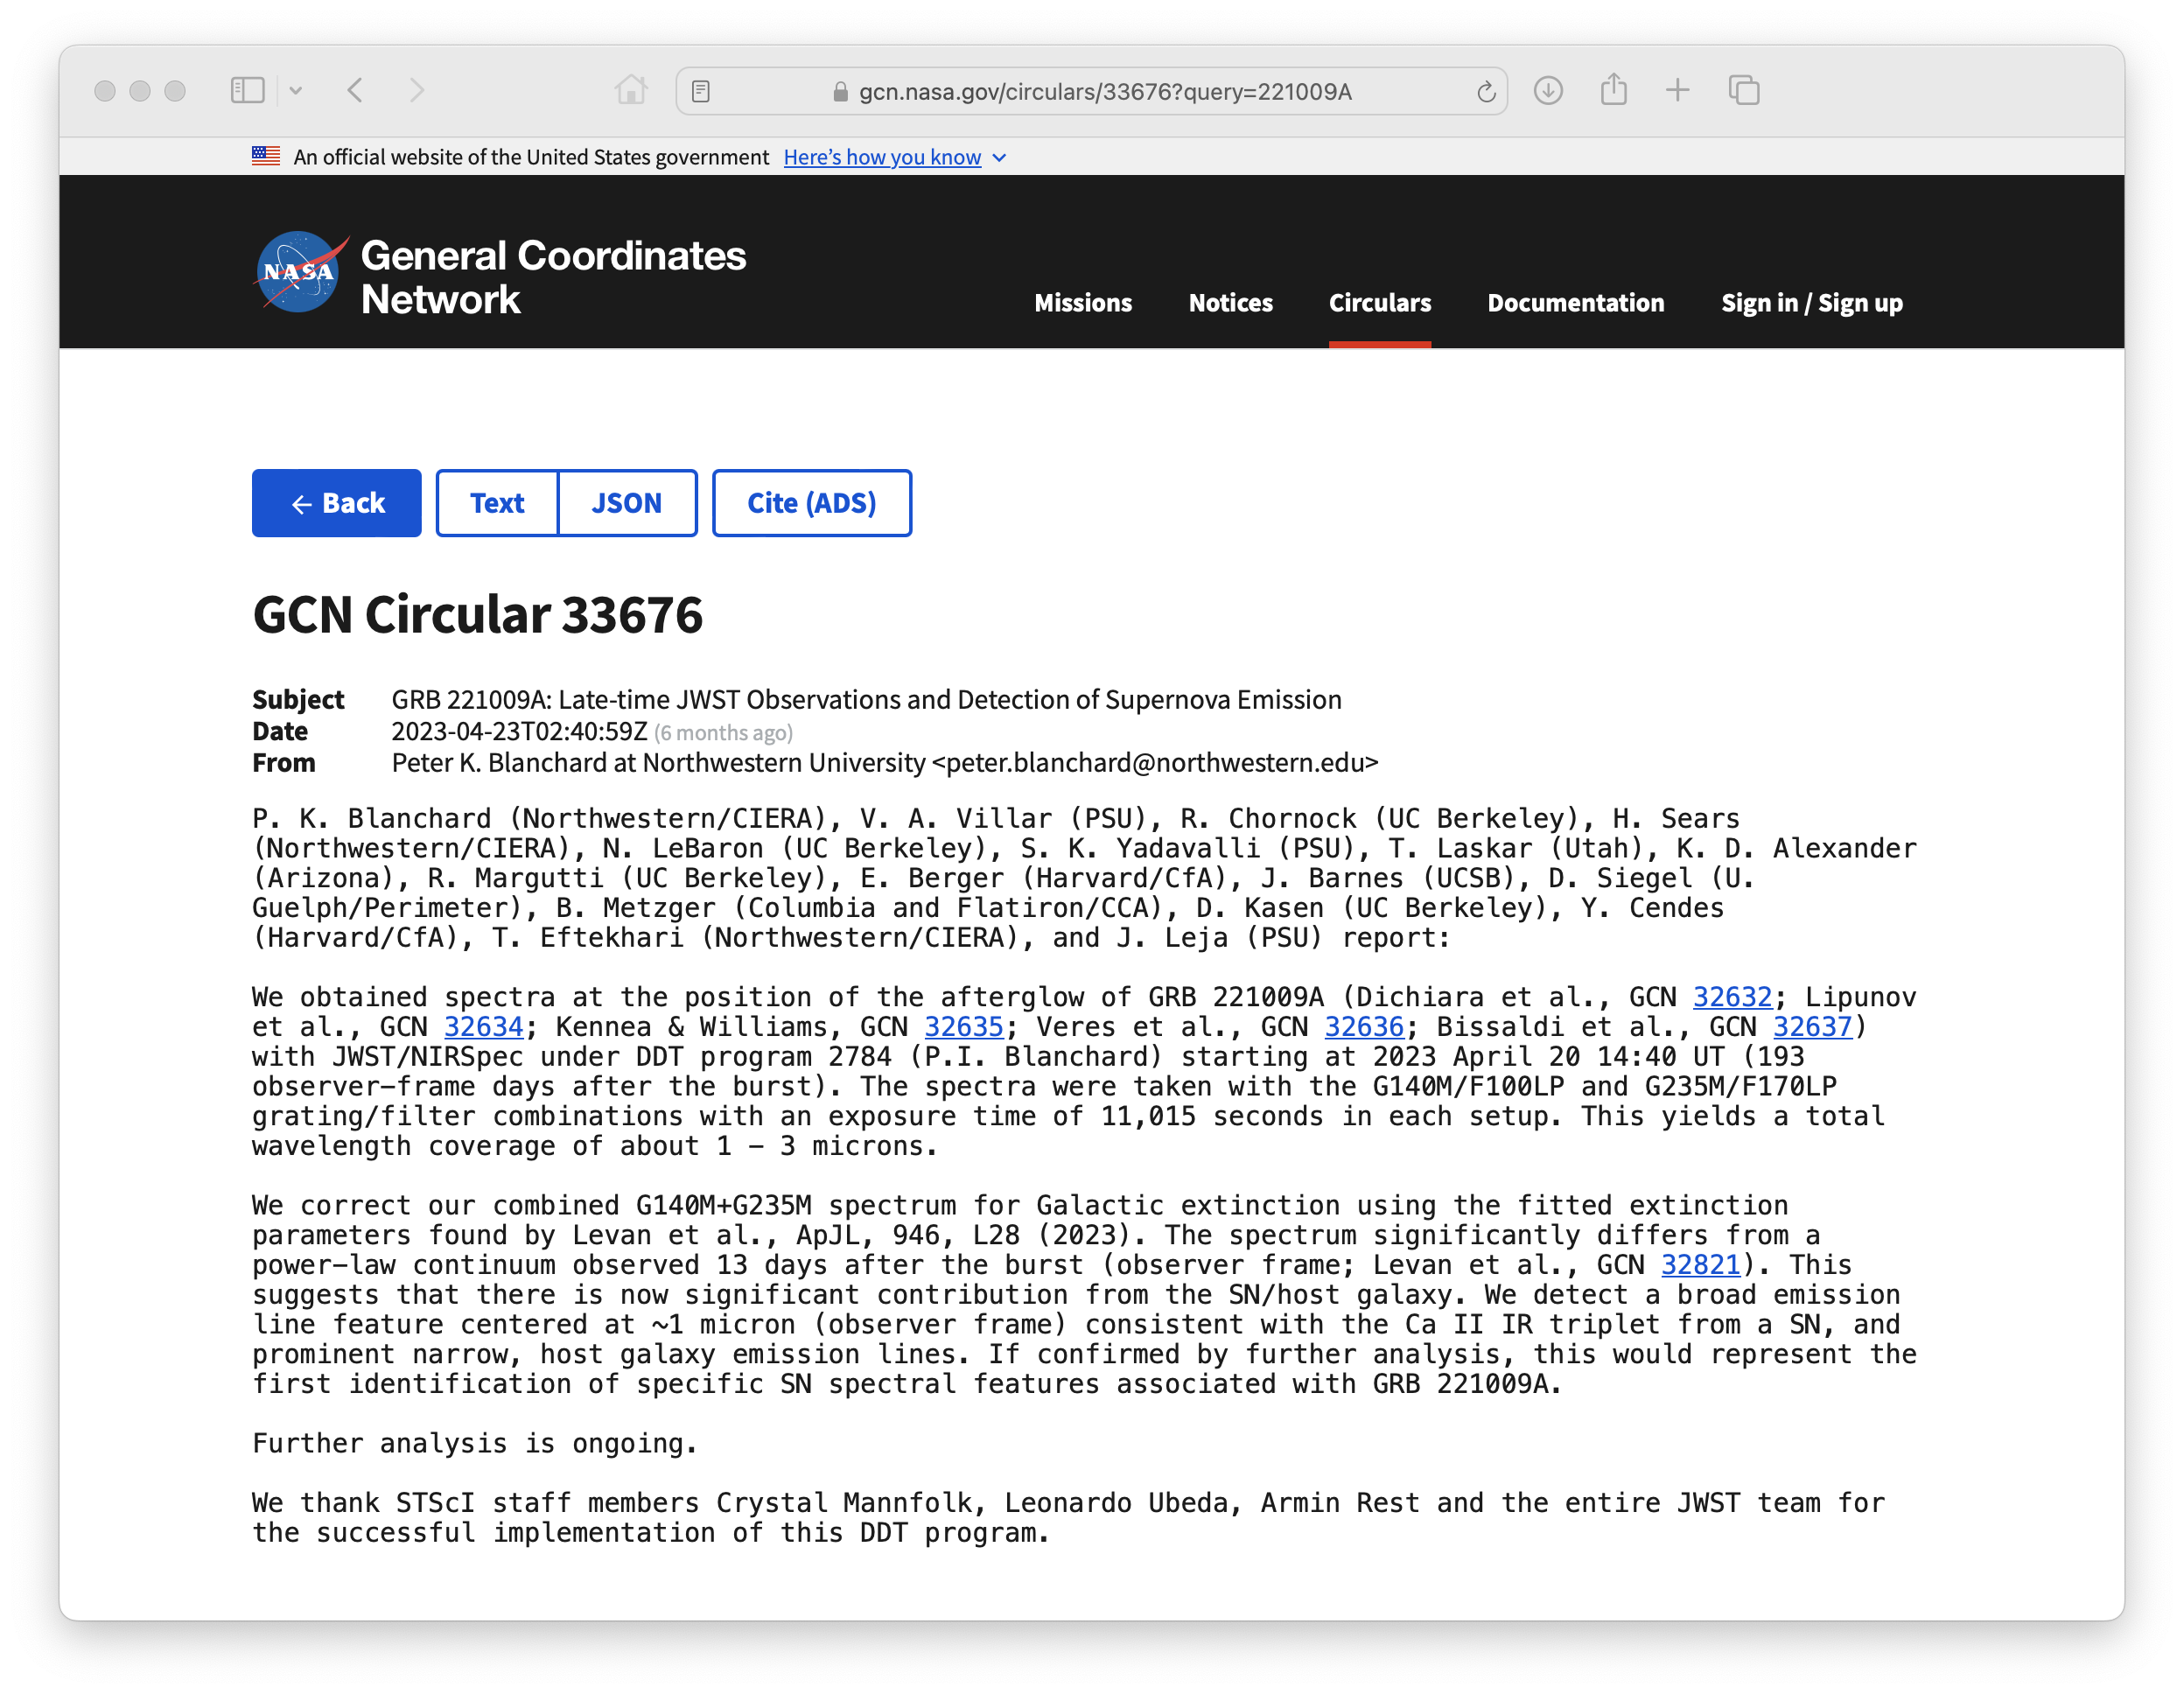 gcn.nasa.gov/circulars/33676?query=221009A
An official website of the United States government Here’s how you know
NASA
General Coordinates
Network
Missions Notices Circulars Documentation Sign in / Sign up
← Back Text JSON Cite (ADS)
GCN Circular 33676
Subject GRB 221009A: Late-time JWST Observations and Detection of Supernova Emission
Date 2023-04-23T02:40:59Z (6 months ago)
From Peter K. Blanchard at Northwestern University <peter.blanchard@northwestern.edu>
P. K. Blanchard (Northwestern/CIERA), V. A. Villar (PSU), R. Chornock (UC Berkeley), H. Sears
(Northwestern/CIERA), N. LeBaron (UC Berkeley), S. K. Yadavalli (PSU), T. Laskar (Utah), K. D. Alexander
(Arizona), R. Margutti (UC Berkeley), E. Berger (Harvard/CfA), J. Barnes (UCSB), D. Siegel (U.
Guelph/Perimeter), B. Metzger (Columbia and Flatiron/CCA), D. Kasen (UC Berkeley), Y. Cendes
(Harvard/CfA), T. Eftekhari (Northwestern/CIERA), and J. Leja (PSU) report:
We obtained spectra at the position of the afterglow of GRB 221009A (Dichiara et al., GCN 32632; Lipunov
et al., GCN 32634; Kennea & Williams, GCN 32635; Veres et al., GCN 32636; Bissaldi et al., GCN 32637)
with JWST/NIRSpec under DDT program 2784 (P.I. Blanchard) starting at 2023 April 20 14:40 UT (193
observer-frame days after the burst). The spectra were taken with the G140M/F100LP and G235M/F170LP
grating/filter combinations with an exposure time of 11,015 seconds in each setup. This yields a total
wavelength coverage of about 1 - 3 microns.
We correct our combined G140M+G235M spectrum for Galactic extinction using the fitted extinction
parameters found by Levan et al., ApJL, 946, L28 (2023). The spectrum significantly differs from a
power-law continuum observed 13 days after the burst (observer frame; Levan et al., GCN 32821). This
suggests that there is now significant contribution from the SN/host galaxy. We detect a broad emission
line feature centered at ~1 micron (observer frame) consistent with the Ca II IR triplet from a SN, and
prominent narrow, host galaxy emission lines. If confirmed by further analysis, this would represent the
first identification of specific SN spectral features associated with GRB 221009A.
Further analysis is ongoing.
We thank STScI staff members Crystal Mannfolk, Leonardo Ubeda, Armin Rest and the entire JWST team for
the successful implementation of this DDT program.